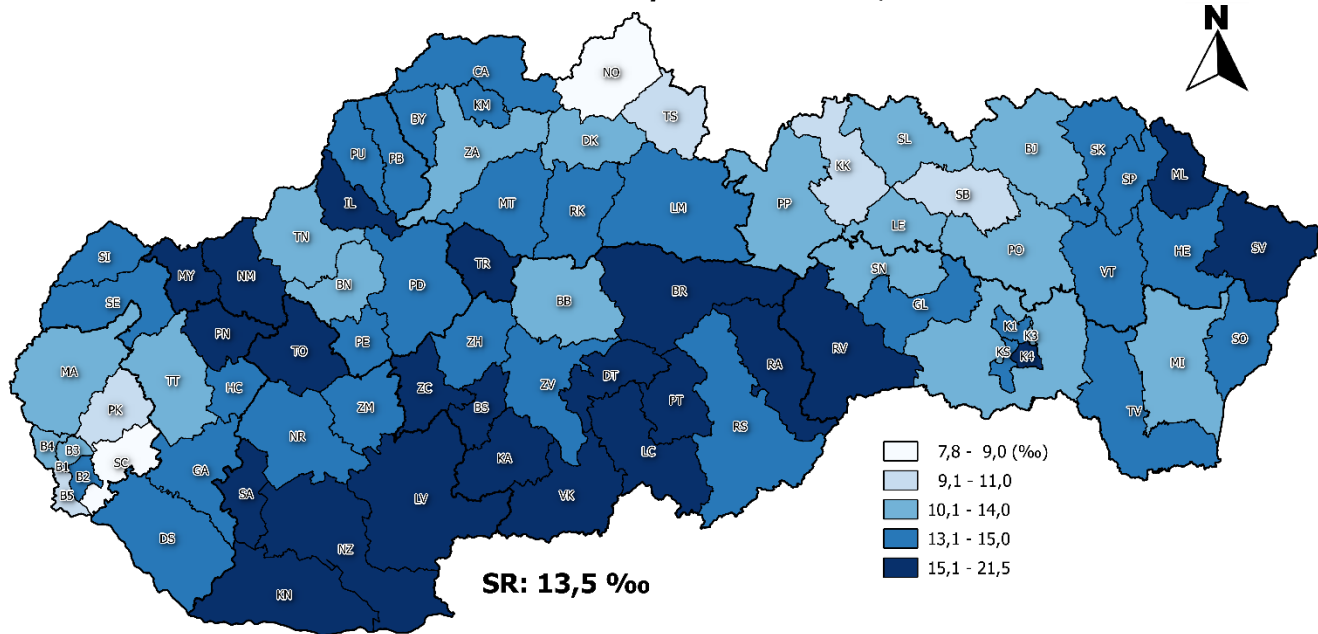 N
CA
NO
KM
TS
BY
PU
PB
ZA
DK
IL
MT
RK
LM
PP
KK
SL
BJ
SK
SP
ML
SB
LE
PO
HE
SV
VT
SI
MY
NM
TN
BN
PD
TR
BB
BR
SN
GL
SE
PN
TO
PE
ZH
RV
K1
K3
KS
K4
SO
MI
MA
TT
HC
ZM
ZC
BS
ZV
DT
PT
RA
RS
TV
PK
NR
B4
B3
B1
B2
SC
B5
GA
SA
LV
KA
LC
VK
DS
NZ
KN
7,8 - 9,0 (‰)
9,1 - 11,0
10,1 - 14,0
13,1 - 15,0
15,1 - 21,5
SR: 13,5 ‰